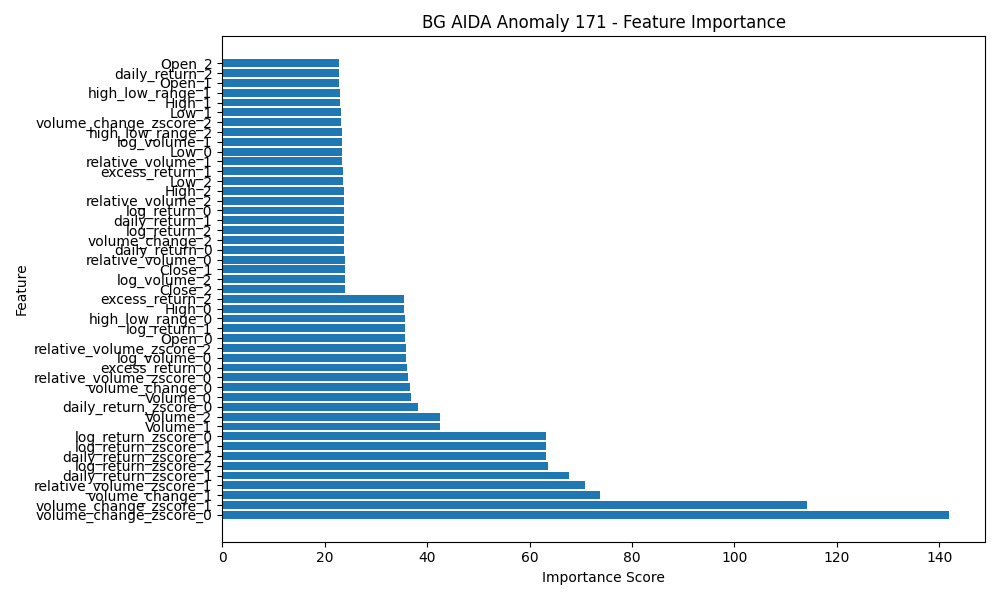 BG AIDA Anomaly 171 - Feature Importance
Open_2
daily_return_2
Open_1
high_low_range_1
High_1
Low_1
volume_change_zscore_2
high_low_range_2
log_volume_1
Low_0
relative_volume_1
excess_return_1
Low_2
High_2
relative_volume_2
log_return_0
daily_return_1
log_return_2
volume_change_2
daily_return_0
relative_volume_0
Close_1
log_volume_2
Close_2
excess_return_2
High_0
high_low_range_0
log_return_1
Open_0
relative_volume_zscore_2
log_volume_0
excess_return_0
relative_volume_zscore_0
volume_change_0
Volume_0
daily_return_zscore_0
Volume_2
Volume_1
log_return_zscore_0
log_return_zscore_1
daily_return_zscore_2
log_return_zscore_2
daily_return_zscore_1
relative_volume_zscore_1
volume_change_1
volume_change_zscore_1
volume_change_zscore_0
Feature
0 20 40 60 80 100 120 140
Importance Score